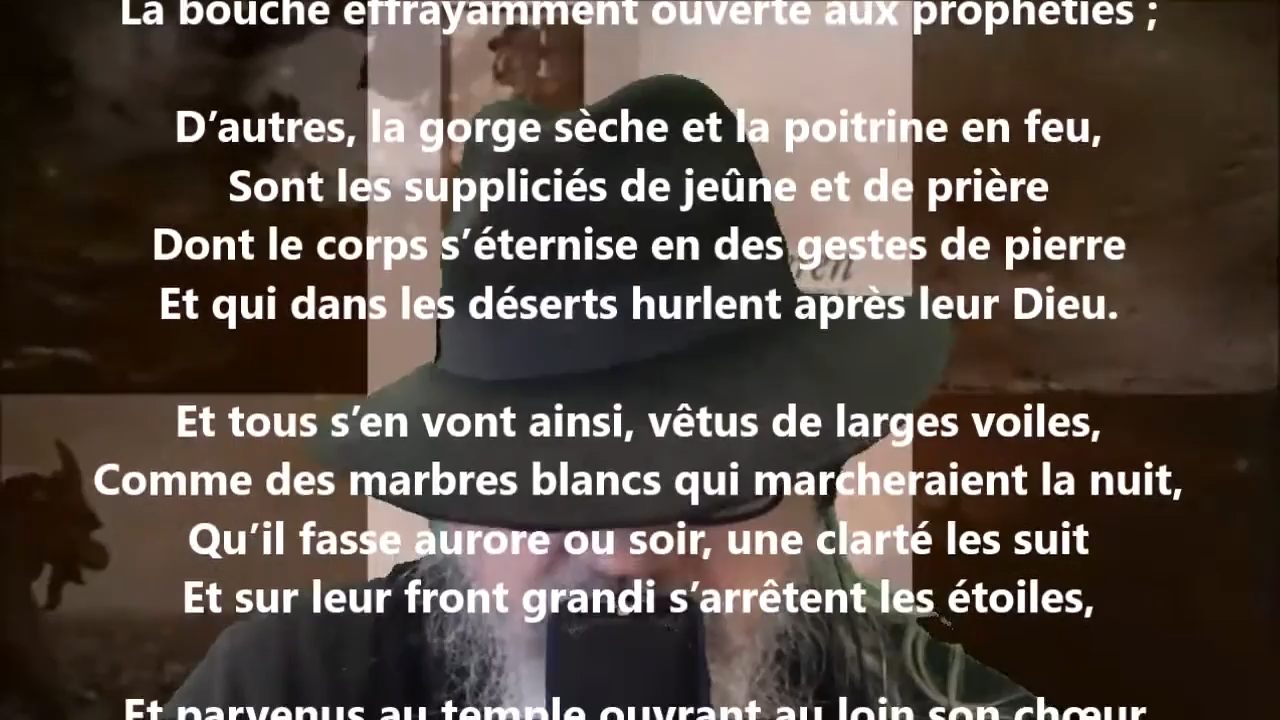 La bouche effrayamment ouverte aux prophéties ;
D’autres, la gorge sèche et la poitrine en feu,
Sont les suppliciés de jeûne et de prière
Dont le corps s’éternise en des gestes de pierre
Et qui dans les déserts hurlent après leur Dieu.
Et tous s’en vont ainsi, vêtus de larges voiles,
Comme des marbres blancs qui marcheraient la nuit,
Qu’il fasse aurore ou soir, une clarté les suit
Et sur leur front grandi s’arrêtent les étoiles,
Et parvenus au temple ouvrant au loin son chœur